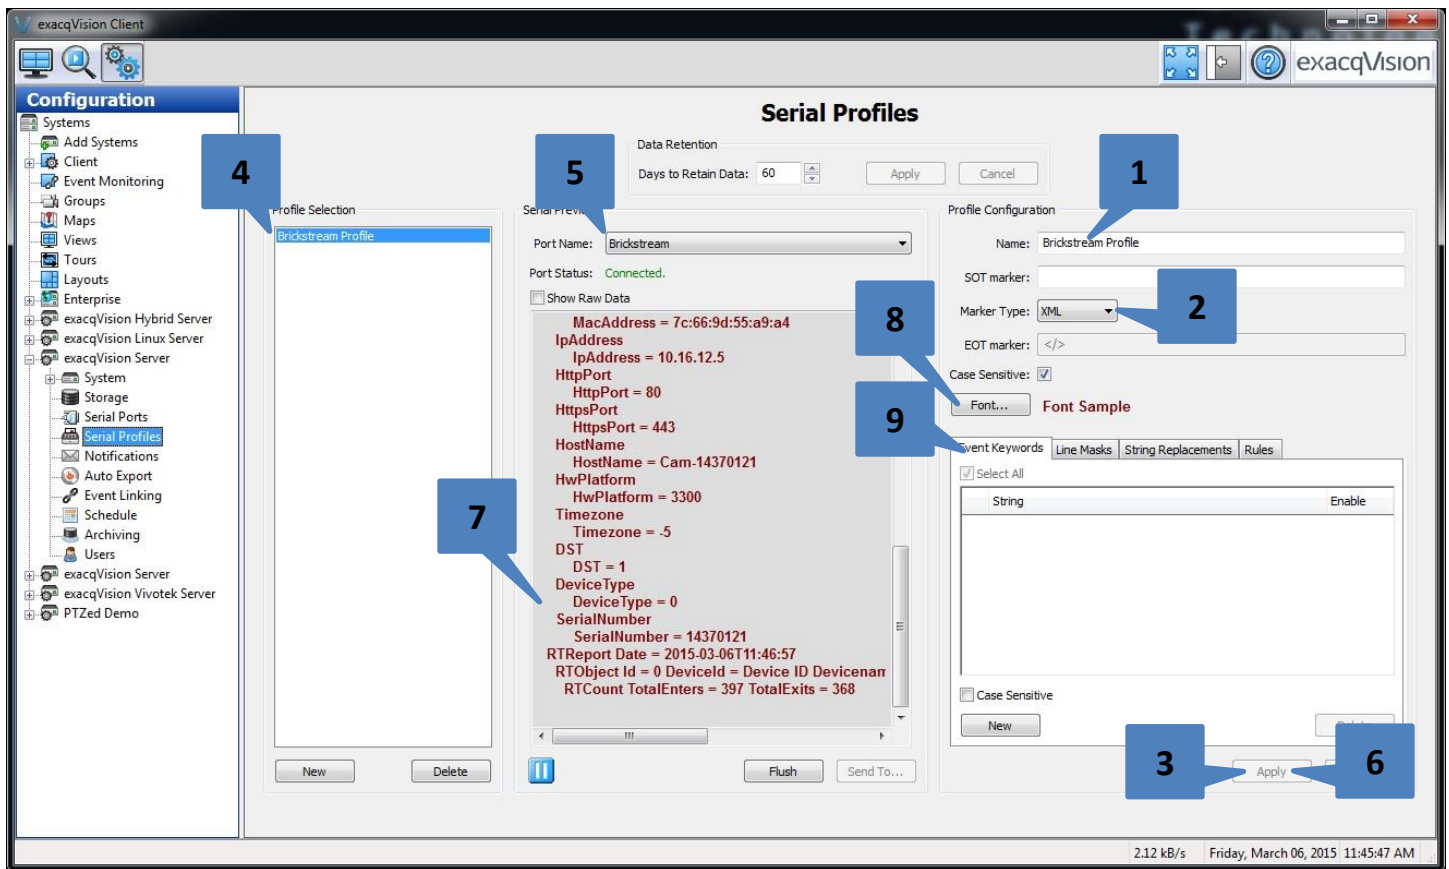 exacqVision Client
exacqVision
Configuration
Systems
Add Systems
Client
Event Monitoring
Groups
Maps
Views
Tours
Layouts
Enterprise
exacqVision Hybrid Server
exacqVision Linux Server
exacqVision Server
System
Storage
Serial Ports
Serial Profiles
Notifications
Auto Export
Event Linking
Schedule
Archiving
Users
exacqVision Server
exacqVision Vivotek Server
PTZed Demo
Serial Profiles
Data Retention
Days to Retain Data: 60 Apply Cancel
4
5
1
Profile Selection
Brickstream Profile
New Delete
Port Name: Brickstream
Port Status: Connected.
Show Raw Data
MacAddress = 7c:66:9d:55:a9:a4
IpAddress
IpAddress = 10.16.12.5
HttpPort
HttpPort = 80
HttpsPort
HttpsPort = 443
HostName
HostName = Cam-14370121
HwPlatform
HwPlatform = 3300
Timezone
Timezone = -5
DST
DST = 1
DeviceType
DeviceType = 0
SerialNumber
SerialNumber = 14370121
RTReport Date = 2015-03-06T11:46:57
RTObject Id = 0 DeviceId = Device ID Devicenam
RTCount TotalEnters = 397 TotalExits = 368
7
Flush Send To...
Profile Configuration
Name: Brickstream Profile
SOT marker:
Marker Type: XML
2
8
EOT marker: </>
Case Sensitive:
Font... Font Sample
9
Event Keywords Line Masks String Replacements Rules
Select All
String Enable
Case Sensitive
New
3
Apply
6
2.12 kB/s Friday, March 06, 2015 11:45:47 AM